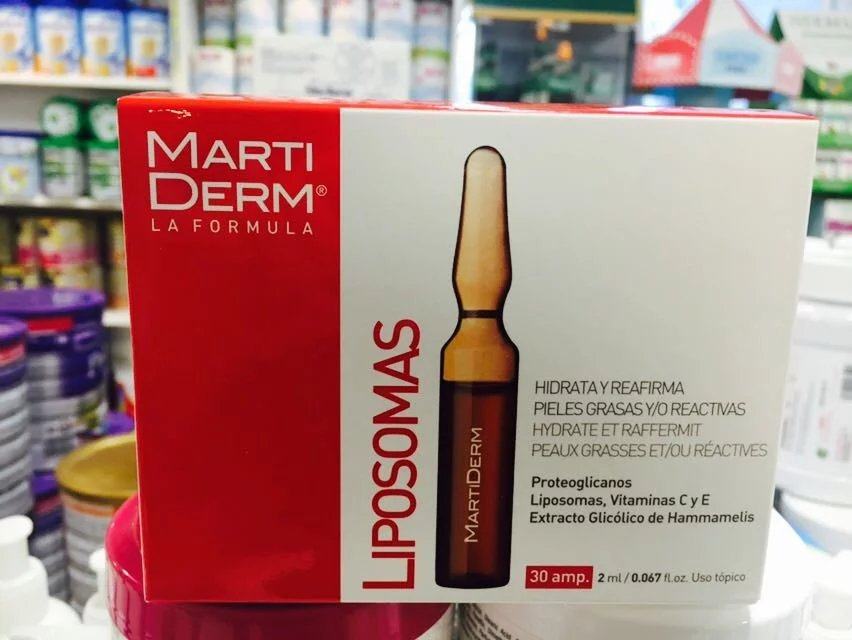 MARTI
DERM®
LA FORMULA
LIPOSOMAS
MARTIDERM
HIDRATA Y REAFIRMA
PIELES GRASAS Y/O REACTIVAS
HYDRATE ET RAFFERMIT
PEAUX GRASSES ET/OU RÉACTIVES
Proteoglicanos
Liposomas, Vitaminas C y E
Extracto Glicólico de Hammamelis
30 amp. 2 ml / 0.067 fl.oz. Uso tópico